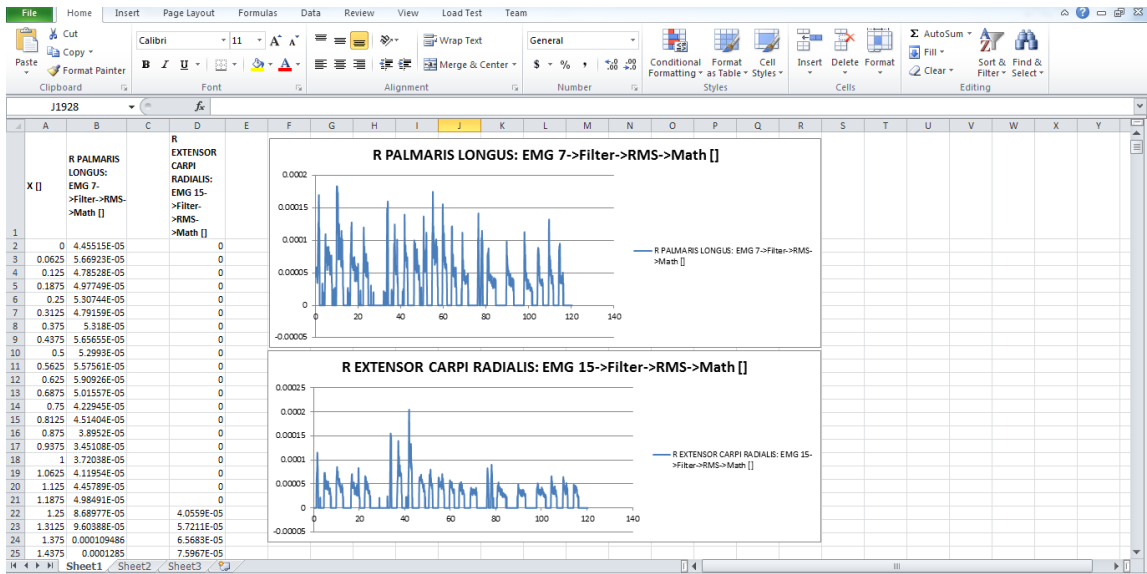 File Home Insert Page Layout Formulas Data Review View Load Test Team
Cut
Copy
Format Painter
Paste
Calibri 11 A A
B I U A
Wrap Text
Merge & Center
General
$ % , .0 .00 .00 .0
Conditional Formatting
Format as Table
Cell Styles
Insert Delete Format
Σ AutoSum
Fill
Clear
Sort & Filter
Find & Select
Clipboard Font Alignment Number Styles Cells Editing
J1928 fx
A B C D E F G H I J K L M N O P Q R S T U V W X Y
1 X [] R PALMARIS LONGUS: EMG 7->Filter->RMS->Math [] R EXTENSOR CARPI RADIALIS: EMG 15->Filter->RMS->Math []
2 0 4.45515E-05 0
3 0.0625 5.66923E-05 0
4 0.125 4.78528E-05 0
5 0.1875 4.97749E-05 0
6 0.25 5.30744E-05 0
7 0.3125 4.79159E-05 0
8 0.375 5.318E-05 0
9 0.4375 5.65655E-05 0
10 0.5 5.2993E-05 0
11 0.5625 5.57561E-05 0
12 0.625 5.90926E-05 0
13 0.6875 5.01557E-05 0
14 0.75 4.22945E-05 0
15 0.8125 4.51404E-05 0
16 0.875 3.8952E-05 0
17 0.9375 3.45108E-05 0
18 1 3.72038E-05 0
19 1.0625 4.11954E-05 0
20 1.125 4.45789E-05 0
21 1.1875 4.98491E-05 0
22 1.25 8.68977E-05 4.0559E-05
23 1.3125 9.60388E-05 5.7211E-05
24 1.375 0.000109486 6.5683E-05
25 1.4375 0.0001285 7.5967E-05
R PALMARIS LONGUS: EMG 7->Filter->RMS->Math []
0.0002
0.00015
0.0001
0.00005
0
-0.00005
0 20 40 60 80 100 120 140
R PALMARIS LONGUS: EMG 7->Filter->RMS-
>Math []
R EXTENSOR CARPI RADIALIS: EMG 15->Filter->RMS->Math []
0.00025
0.0002
0.00015
0.0001
0.00005
0
-0.00005
0 20 40 60 80 100 120 140
R EXTENSOR CARPI RADIALIS: EMG 15-
>Filter->RMS->Math []
Sheet1 Sheet2 Sheet3